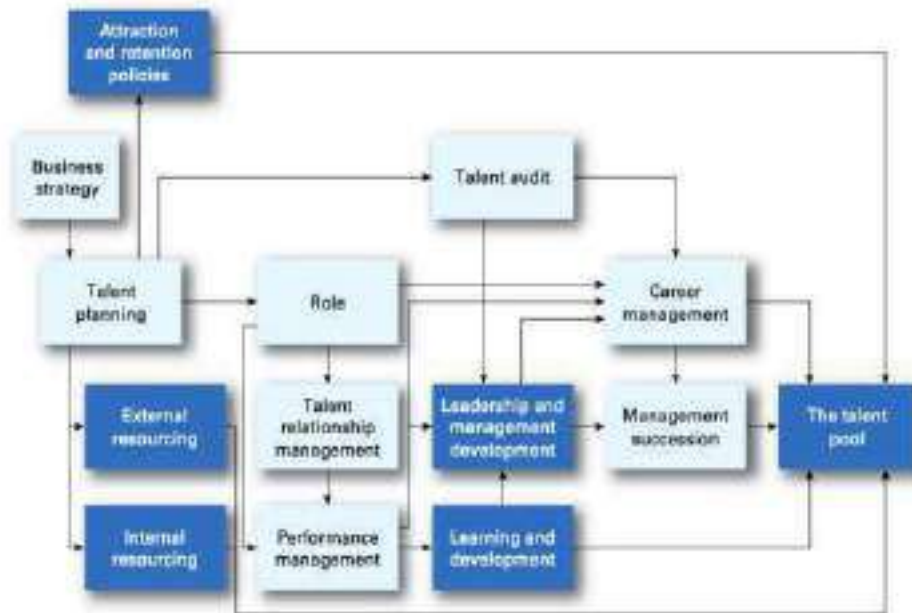 Attraction
and retention
policies
Business
strategy
Talent audit
Talent
planning
Role
Career
management
External
resourcing
Talent
relationship
management
Leadership and
management
development
Management
succession
The talent
pool
Internal
resourcing
Performance
management
Learning and
development